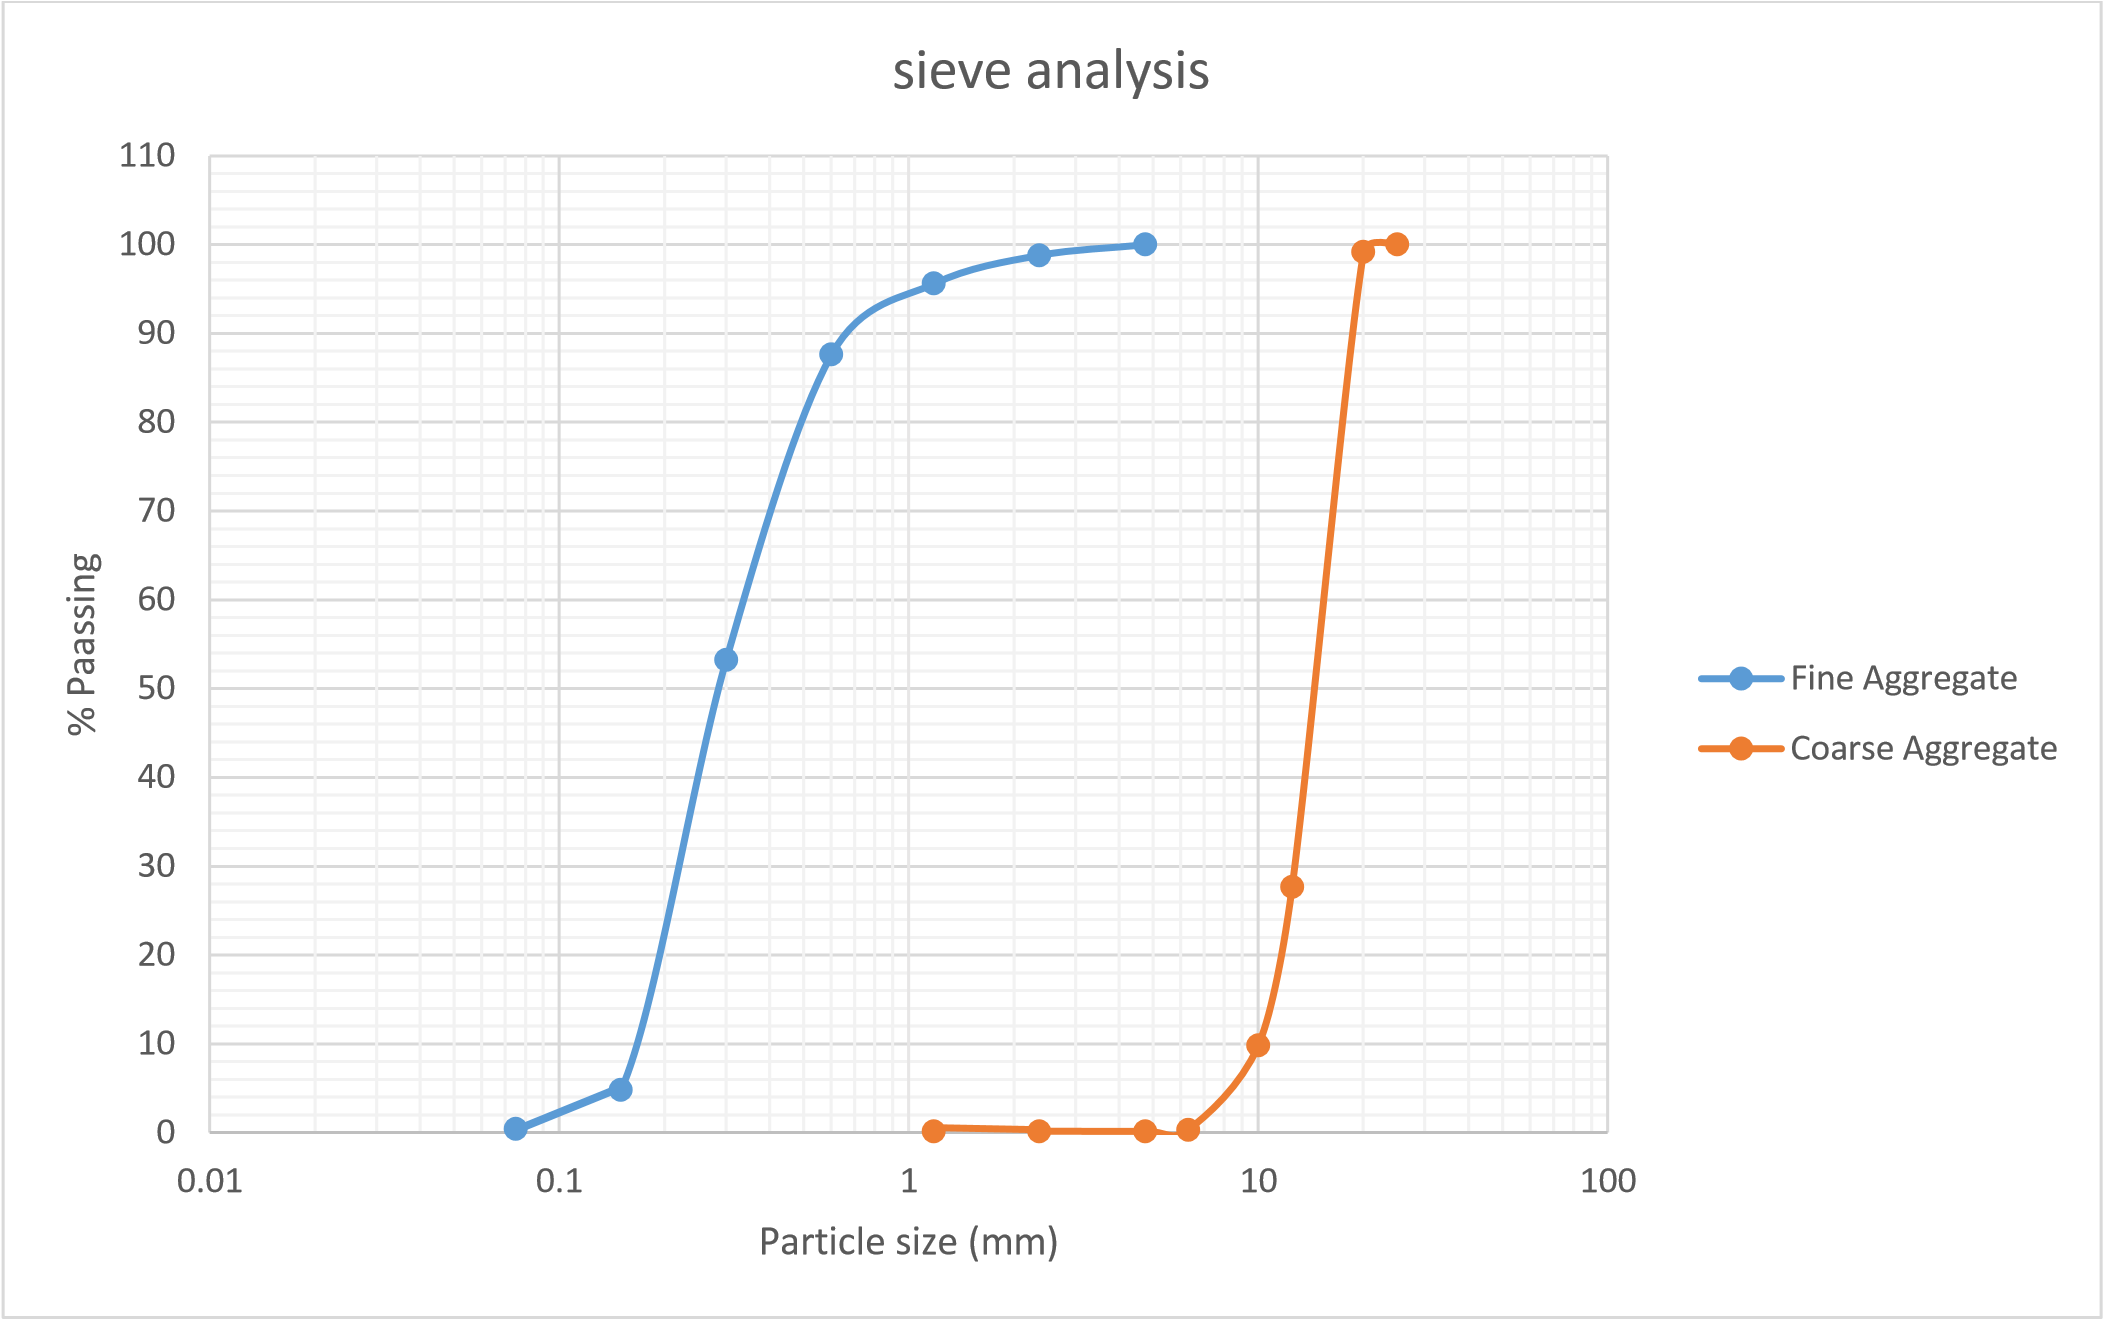 sieve analysis
110
100
90
80
70
60
50
40
30
20
10
0
% Paassing
0.01 0.1 1 10 100
Particle size (mm)
Fine Aggregate
Coarse Aggregate